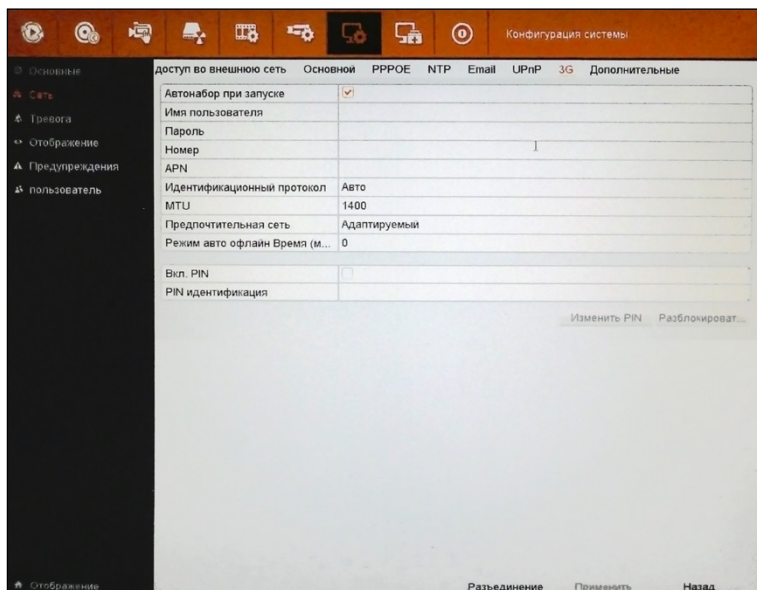 Конфигурация системы
Основные
Сеть
Тревога
Отображение
Предупреждения
пользователь
доступ во внешнюю сеть Основной PPPOE NTP Email UPnP 3G Дополнительные
Автонабор при запуске
Имя пользователя
Пароль
Номер
APN
Идентификационный протокол Авто
MTU 1400
Предпочтительная сеть Адаптируемый
Режим авто офлайн Время (м... 0
Вкл. PIN
PIN идентификация
Изменить PIN Разблокироват...
Отображение
Разъединение Применить Назад